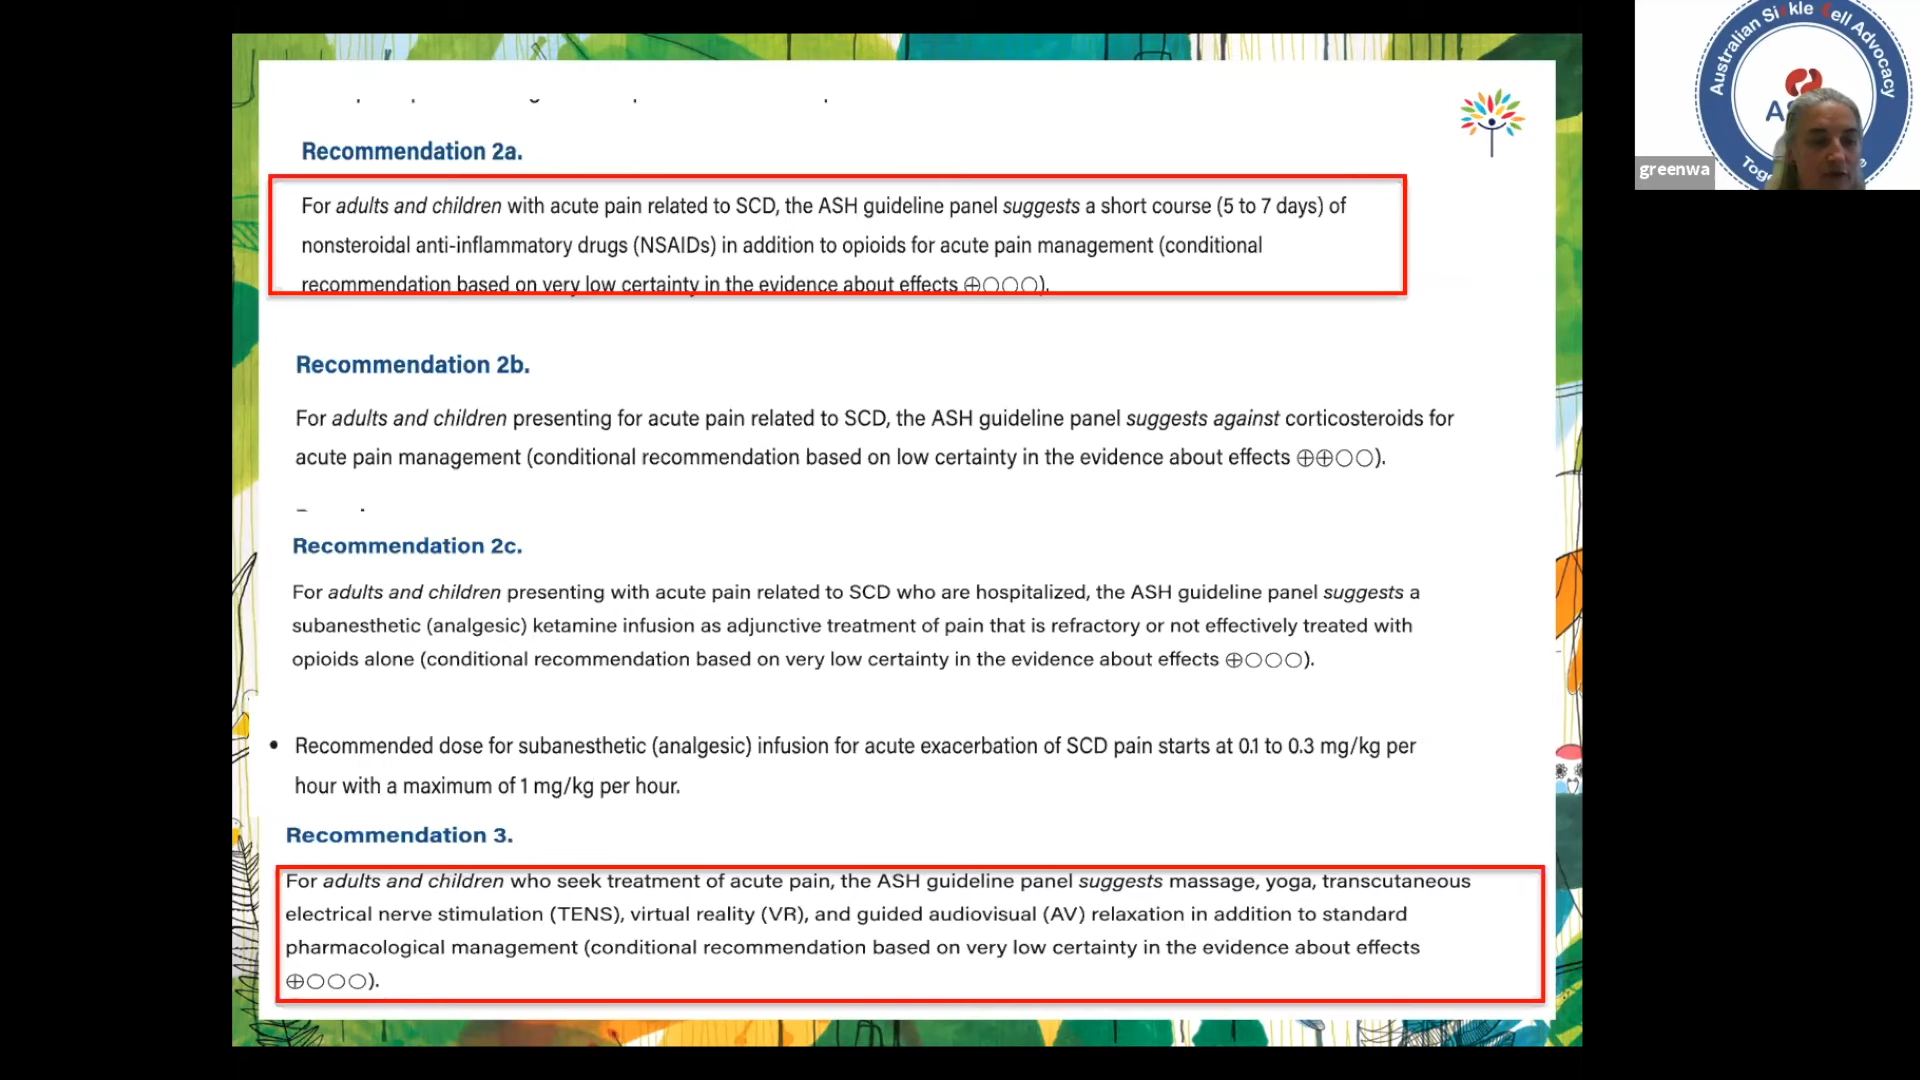 Recommendation 2a.
For adults and children with acute pain related to SCD, the ASH guideline panel suggests a short course (5 to 7 days) of
nonsteroidal anti-inflammatory drugs (NSAIDs) in addition to opioids for acute pain management (conditional
recommendation based on very low certainty in the evidence about effects ⊕○○○).
Recommendation 2b.
For adults and children presenting for acute pain related to SCD, the ASH guideline panel suggests against corticosteroids for
acute pain management (conditional recommendation based on low certainty in the evidence about effects ⊕⊕○○).
Recommendation 2c.
For adults and children presenting with acute pain related to SCD who are hospitalized, the ASH guideline panel suggests a
subanesthetic (analgesic) ketamine infusion as adjunctive treatment of pain that is refractory or not effectively treated with
opioids alone (conditional recommendation based on very low certainty in the evidence about effects ⊕○○○).
• Recommended dose for subanesthetic (analgesic) infusion for acute exacerbation of SCD pain starts at 0.1 to 0.3 mg/kg per
hour with a maximum of 1 mg/kg per hour.
Recommendation 3.
For adults and children who seek treatment of acute pain, the ASH guideline panel suggests massage, yoga, transcutaneous
electrical nerve stimulation (TENS), virtual reality (VR), and guided audiovisual (AV) relaxation in addition to standard
pharmacological management (conditional recommendation based on very low certainty in the evidence about effects
⊕○○○).
Australian Sickle Cell Advocacy
greenwa